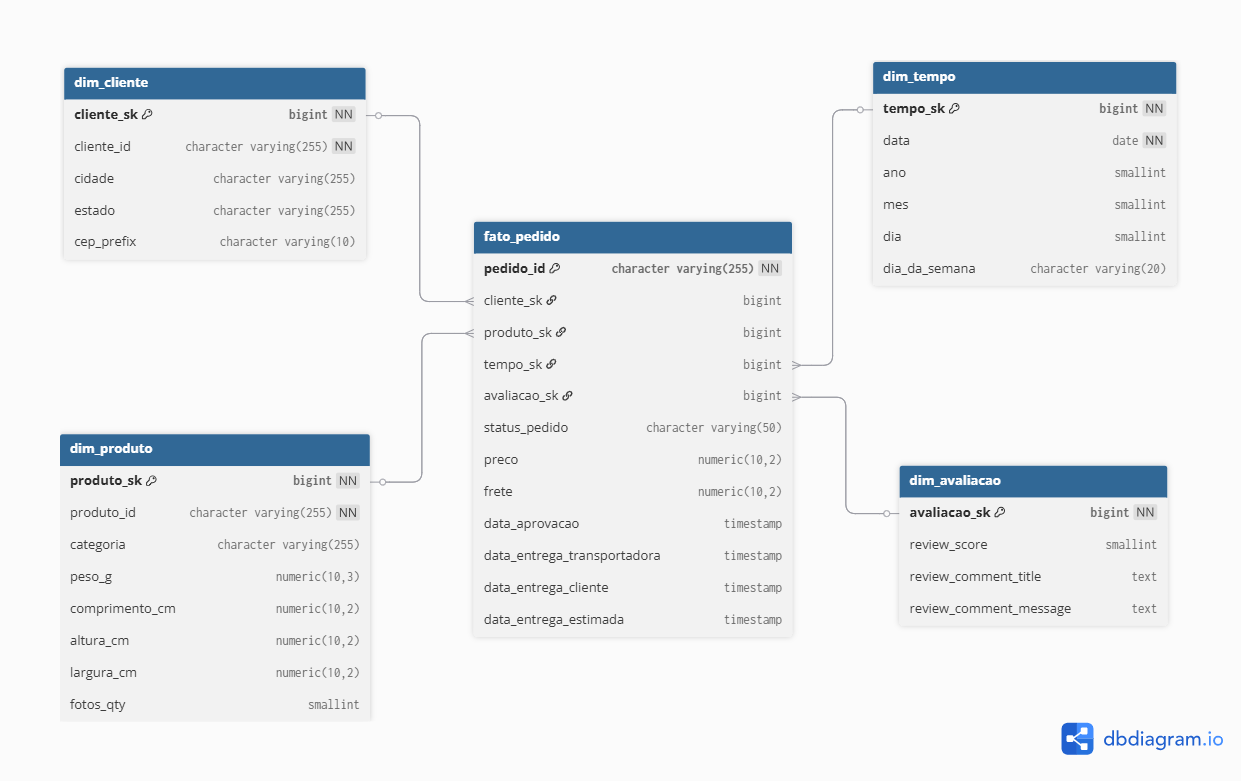 dim_cliente
cliente_sk bigint NN
cliente_id character varying(255) NN
cidade character varying(255)
estado character varying(255)
cep_prefix character varying(10)
dim_tempo
tempo_sk bigint NN
data date NN
ano smallint
mes smallint
dia smallint
dia_da_semana character varying(20)
fato_pedido
pedido_id character varying(255) NN
cliente_sk bigint
produto_sk bigint
tempo_sk bigint
avaliacao_sk bigint
status_pedido character varying(50)
preco numeric(10,2)
frete numeric(10,2)
data_aprovacao timestamp
data_entrega_transportadora timestamp
data_entrega_cliente timestamp
data_entrega_estimada timestamp
dim_produto
produto_sk bigint NN
produto_id character varying(255) NN
categoria character varying(255)
peso_g numeric(10,3)
comprimento_cm numeric(10,2)
altura_cm numeric(10,2)
largura_cm numeric(10,2)
fotos_qty smallint
dim_avaliacao
avaliacao_sk bigint NN
review_score smallint
review_comment_title text
review_comment_message text
dbdiagram.io